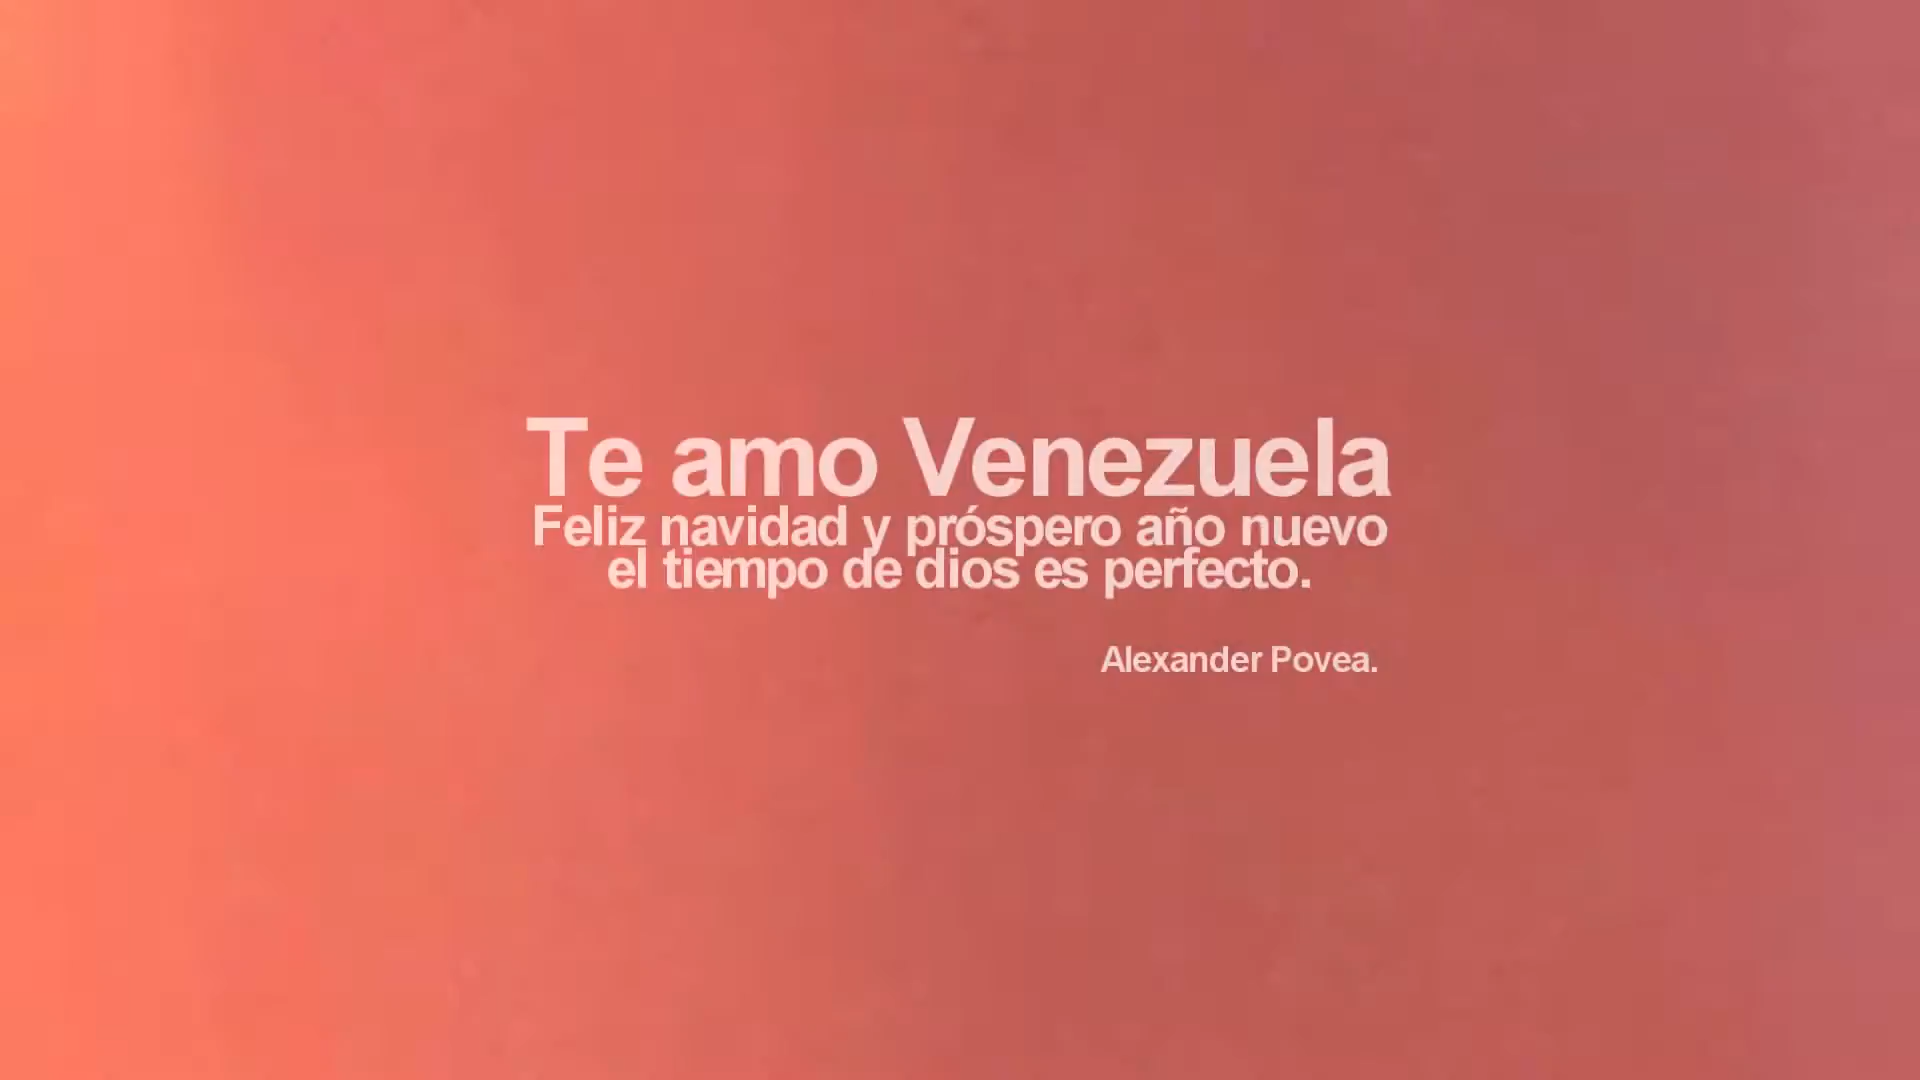 Te amo Venezuela
Feliz navidad y próspero año nuevo
el tiempo de dios es perfecto.
Alexander Povea.